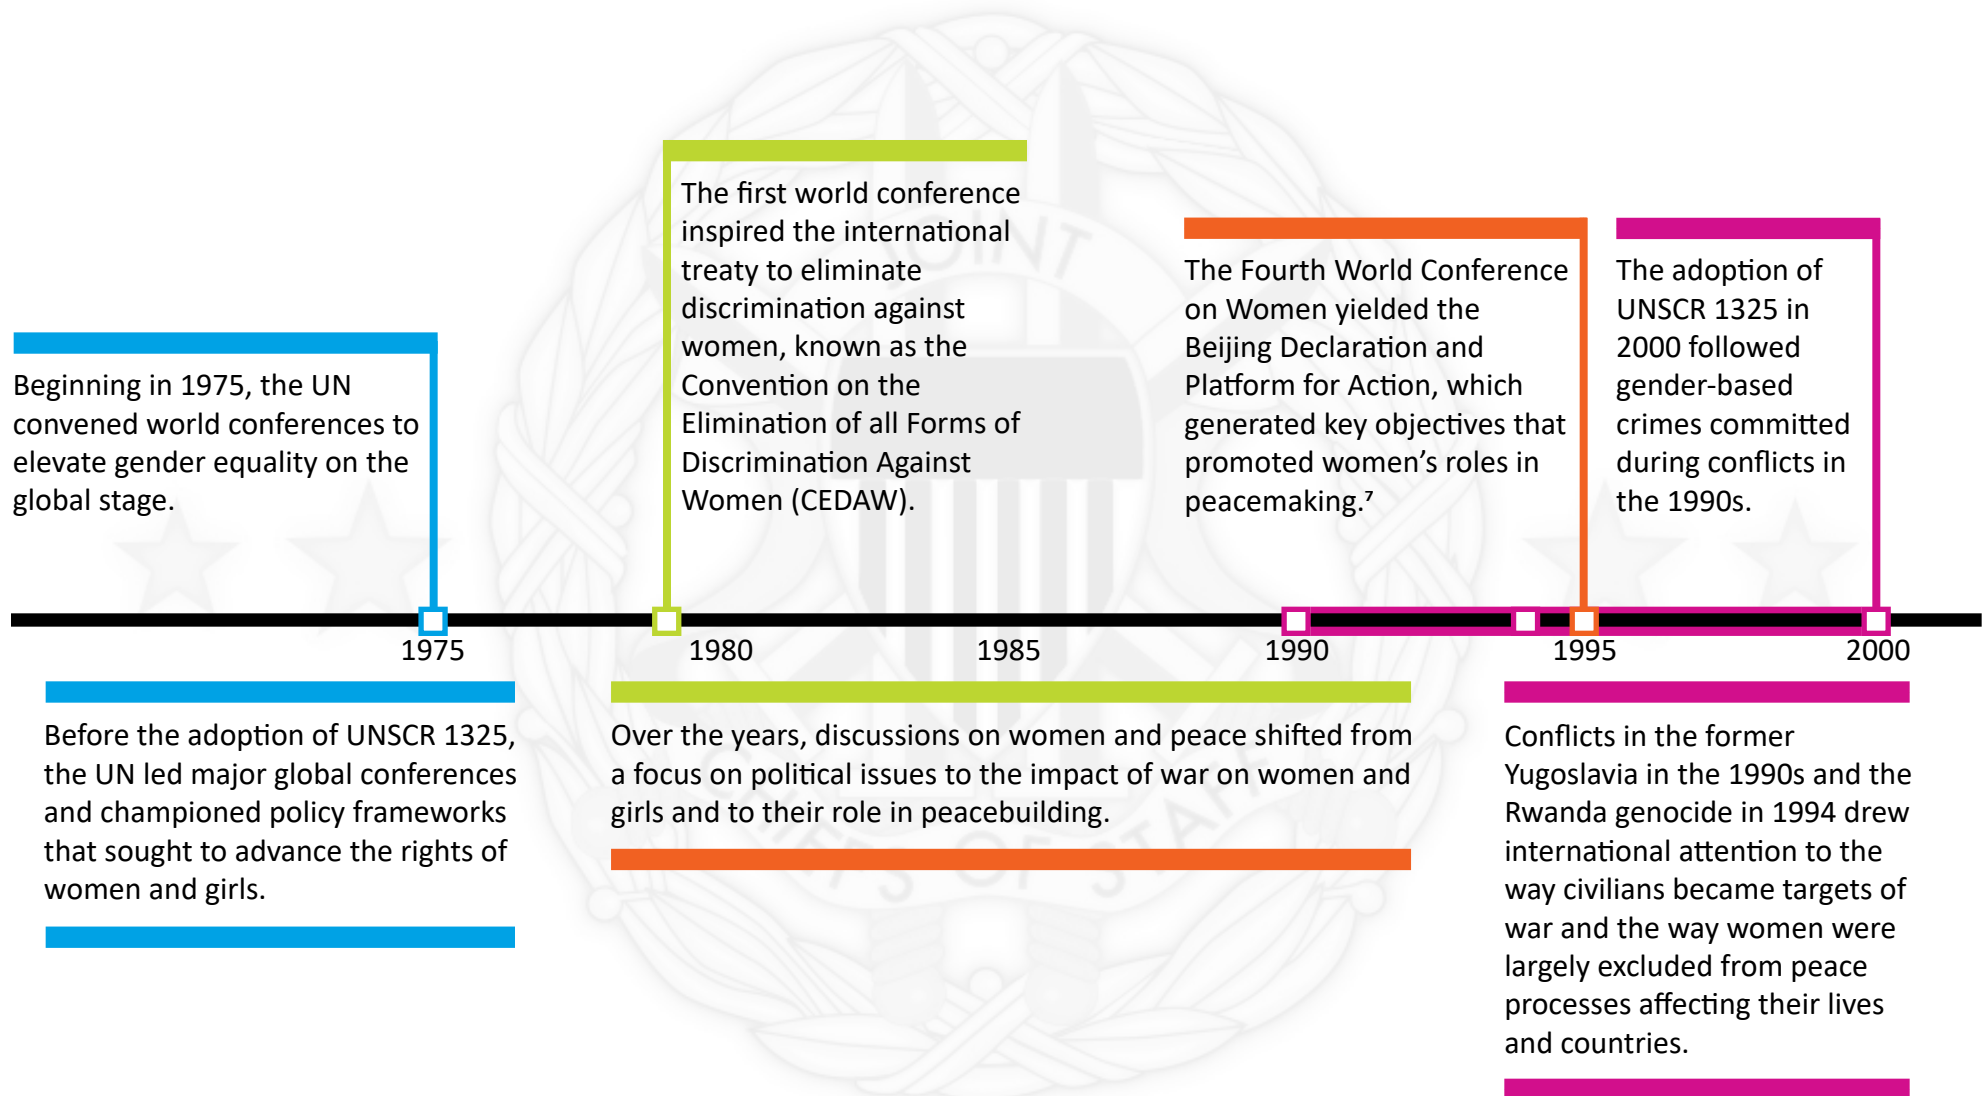 The first world conference
inspired the international
treaty to eliminate
discrimination against
women, known as the
Convention on the
Elimination of all Forms of
Discrimination Against
Women (CEDAW).
The Fourth World Conference
on Women yielded the
Beijing Declaration and
Platform for Action, which
generated key objectives that
promoted women’s roles in
peacemaking.⁷
The adoption of
UNSCR 1325 in
2000 followed
gender-based
crimes committed
during conflicts in
the 1990s.
Beginning in 1975, the UN
convened world conferences to
elevate gender equality on the
global stage.
1975
1980
1985
1990
1995
2000
Before the adoption of UNSCR 1325,
the UN led major global conferences
and championed policy frameworks
that sought to advance the rights of
women and girls.
Over the years, discussions on women and peace shifted from
a focus on political issues to the impact of war on women and
girls and to their role in peacebuilding.
Conflicts in the former
Yugoslavia in the 1990s and the
Rwanda genocide in 1994 drew
international attention to the
way civilians became targets of
war and the way women were
largely excluded from peace
processes affecting their lives
and countries.
JOINT
CHIEFS OF STAFF